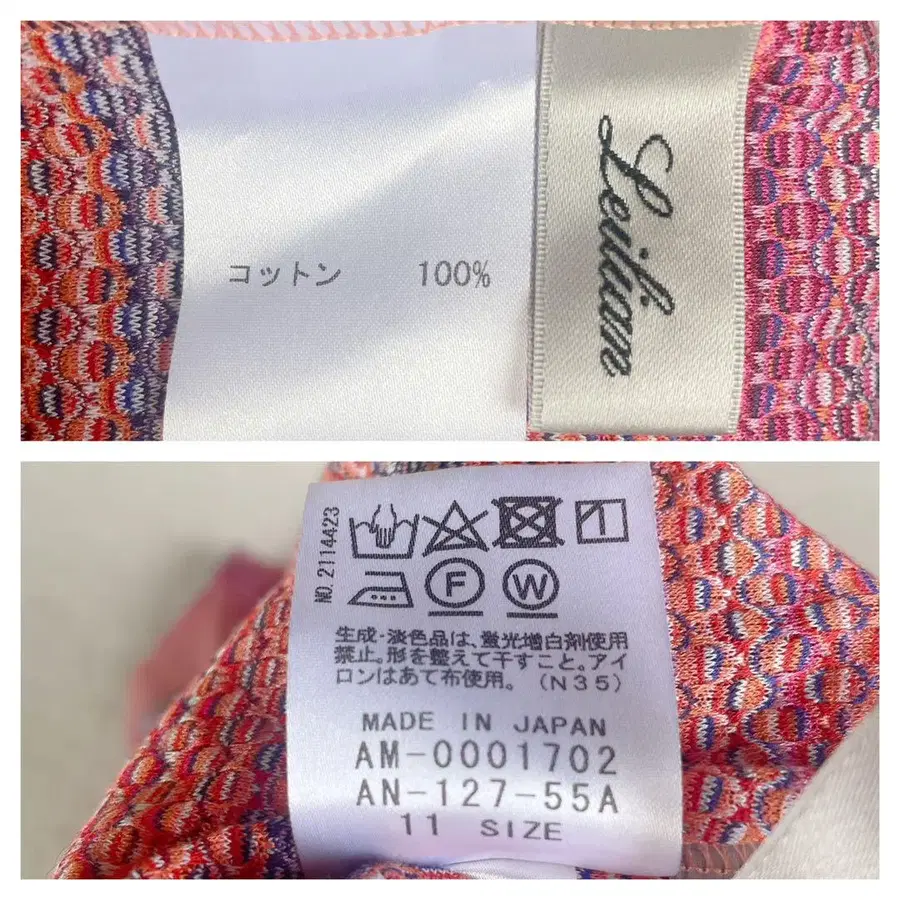 コットン 100%
Leilian
NO. 2114423
F W
生成・淡色品は、蛍光増白剤使用
禁止。形を整えて干すこと。アイ
ロンはあて布使用。（N35）
MADE IN JAPAN
AM-0001702
AN-127-55A
11 SIZE